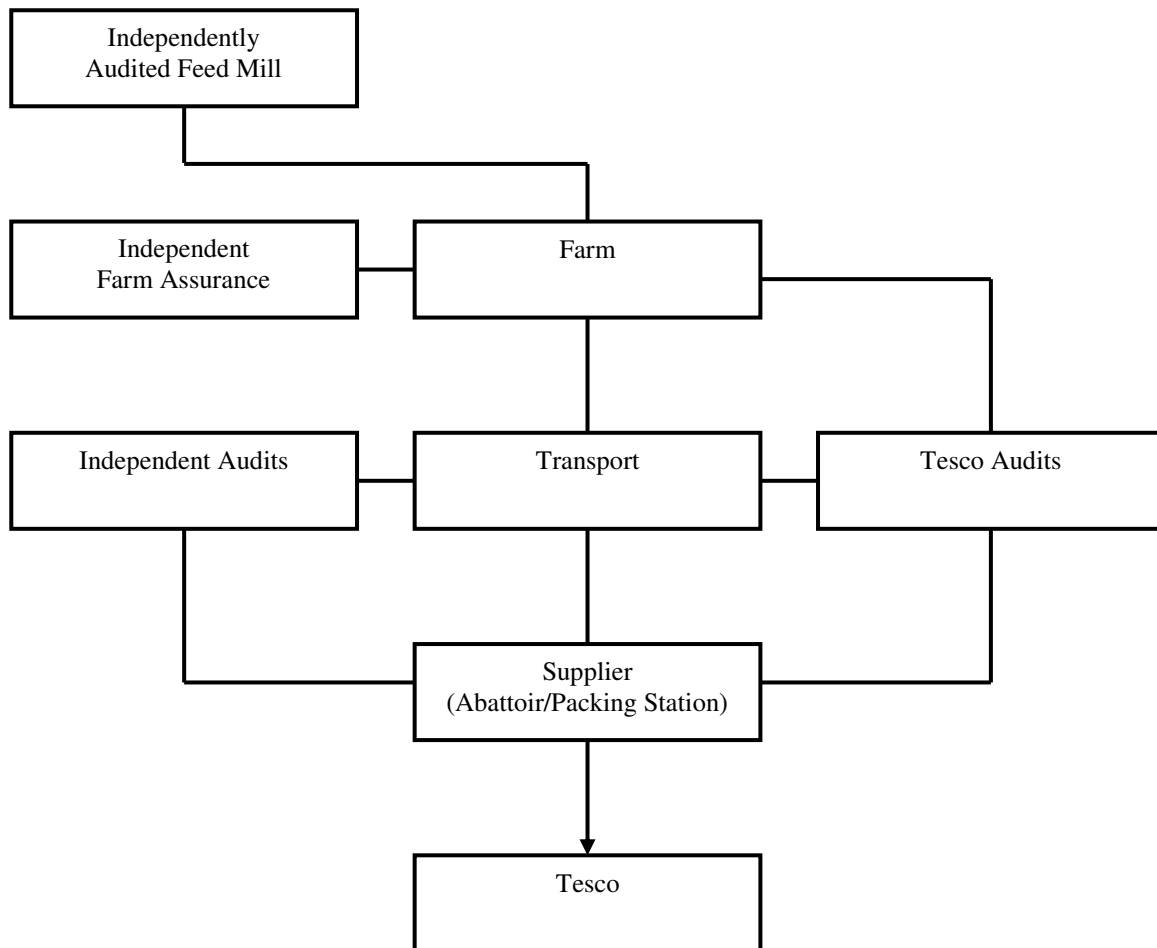 Independently
Audited Feed Mill
Independent
Farm Assurance
Farm
Independent Audits
Transport
Tesco Audits
Supplier
(Abattoir/Packing Station)
Tesco